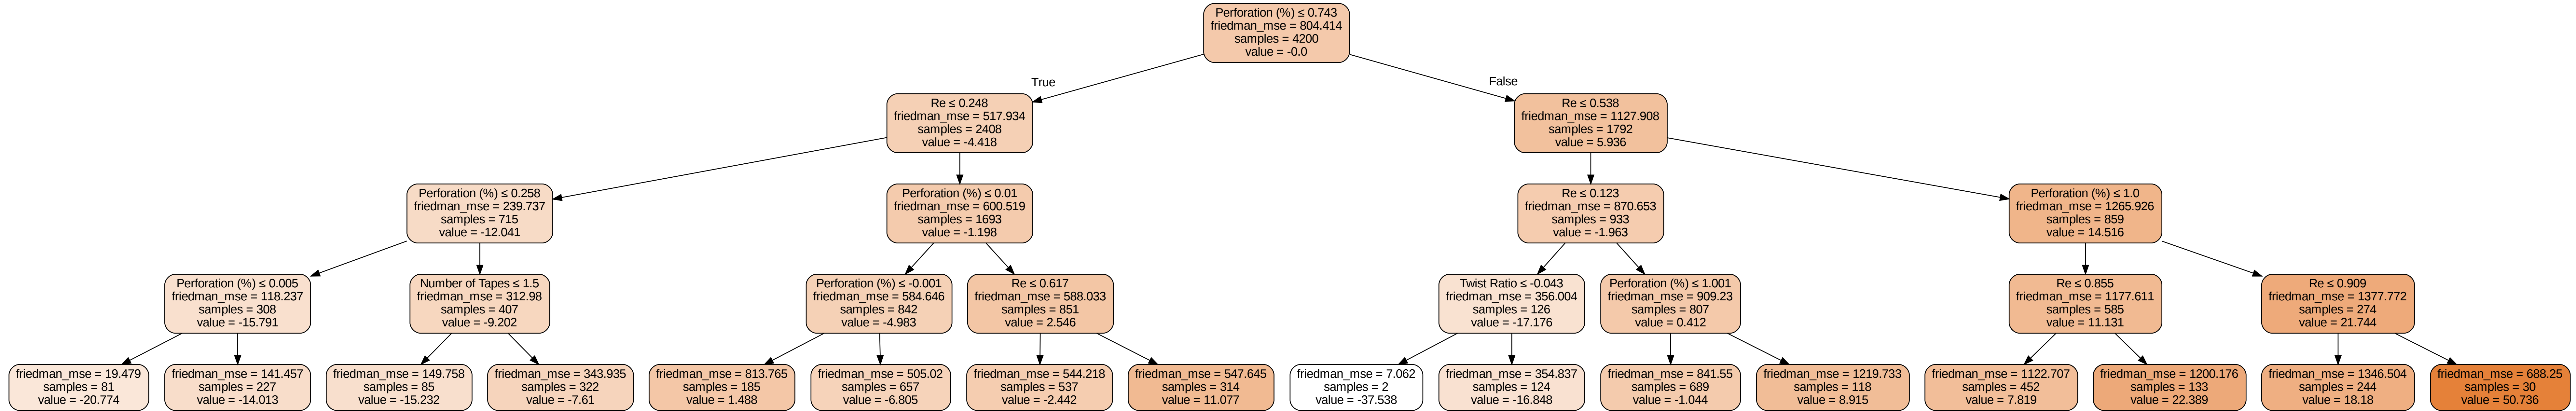 Perforation (%) ≤ 0.743
friedman_mse = 804.414
samples = 4200
value = -0.0
True
False
Re ≤ 0.248
friedman_mse = 517.934
samples = 2408
value = -4.418
Re ≤ 0.538
friedman_mse = 1127.908
samples = 1792
value = 5.936
Perforation (%) ≤ 0.258
friedman_mse = 239.737
samples = 715
value = -12.041
Perforation (%) ≤ 0.01
friedman_mse = 600.519
samples = 1693
value = -1.198
Re ≤ 0.123
friedman_mse = 870.653
samples = 933
value = -1.963
Perforation (%) ≤ 1.0
friedman_mse = 1265.926
samples = 859
value = 14.516
Perforation (%) ≤ 0.005
friedman_mse = 118.237
samples = 308
value = -15.791
Number of Tapes ≤ 1.5
friedman_mse = 312.98
samples = 407
value = -9.202
Perforation (%) ≤ -0.001
friedman_mse = 584.646
samples = 842
value = -4.983
Re ≤ 0.617
friedman_mse = 588.033
samples = 851
value = 2.546
Twist Ratio ≤ -0.043
friedman_mse = 356.004
samples = 126
value = -17.176
Perforation (%) ≤ 1.001
friedman_mse = 909.23
samples = 807
value = 0.412
Re ≤ 0.855
friedman_mse = 1177.611
samples = 585
value = 11.131
Re ≤ 0.909
friedman_mse = 1377.772
samples = 274
value = 21.744
friedman_mse = 19.479
samples = 81
value = -20.774
friedman_mse = 141.457
samples = 227
value = -14.013
friedman_mse = 149.758
samples = 85
value = -15.232
friedman_mse = 343.935
samples = 322
value = -7.61
friedman_mse = 813.765
samples = 185
value = 1.488
friedman_mse = 505.02
samples = 657
value = -6.805
friedman_mse = 544.218
samples = 537
value = -2.442
friedman_mse = 547.645
samples = 314
value = 11.077
friedman_mse = 7.062
samples = 2
value = -37.538
friedman_mse = 354.837
samples = 124
value = -16.848
friedman_mse = 841.55
samples = 689
value = -1.044
friedman_mse = 1219.733
samples = 118
value = 8.915
friedman_mse = 1122.707
samples = 452
value = 7.819
friedman_mse = 1200.176
samples = 133
value = 22.389
friedman_mse = 1346.504
samples = 244
value = 18.18
friedman_mse = 688.25
samples = 30
value = 50.736